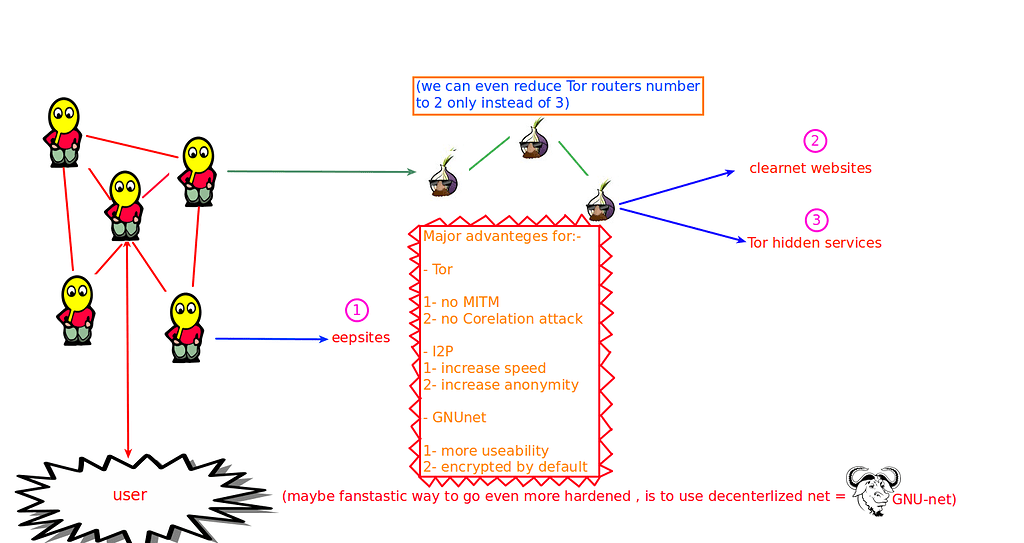 (we can even reduce Tor routers number
to 2 only instead of 3)
2
clearnet websites
3
Tor hidden services
Major advanteges for:-
- Tor
1- no MITM
2- no Corelation attack
- I2P
1- increase speed
2- increase anonymity
- GNUnet
1- more useability
2- encrypted by default
1
eepsites
user
(maybe fanstastic way to go even more hardened , is to use decenterlized net = GNU-net)